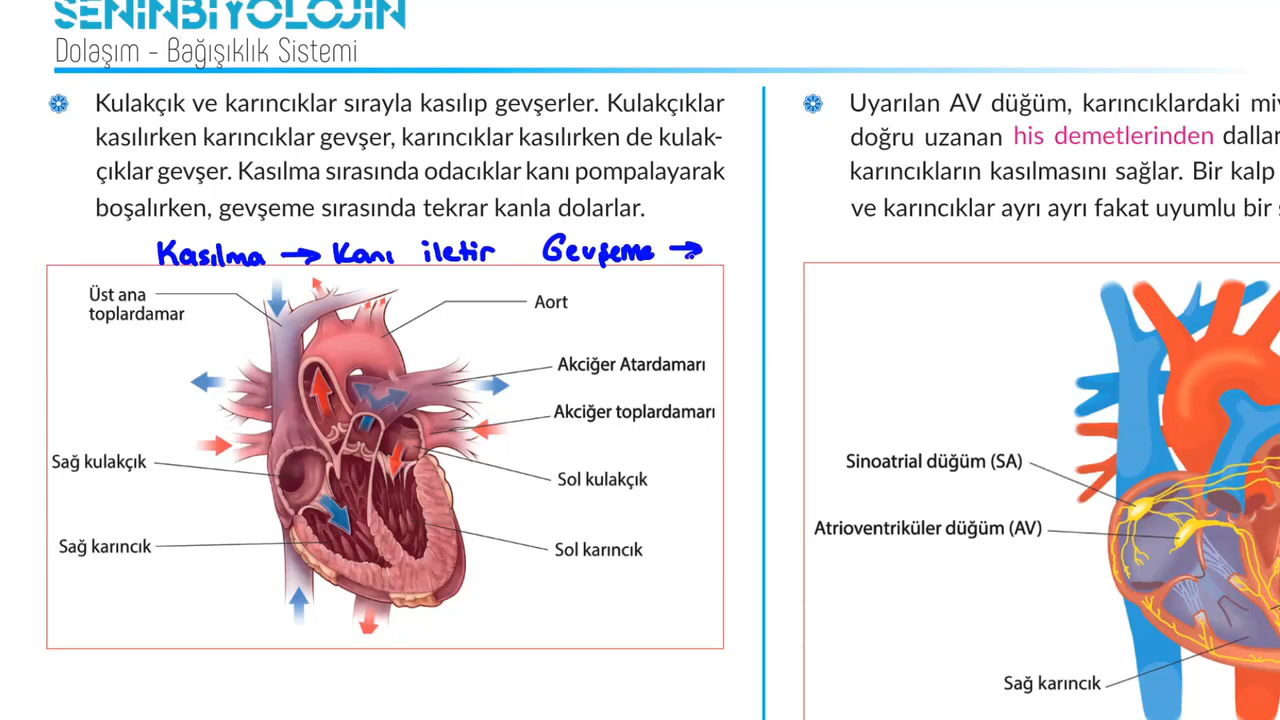 SENİNBİYOLOJİN
Dolaşım - Bağışıklık Sistemi
Kulakçık ve karıncıklar sırayla kasılıp gevşerler. Kulakçıklar
kasılırken karıncıklar gevşer, karıncıklar kasılırken de kulak-
çıklar gevşer. Kasılma sırasında odacıklar kanı pompalayarak
boşalırken, gevşeme sırasında tekrar kanla dolarlar.
Kasılma → Kanı iletir Gevşeme →
Üst ana
toplardamar
Aort
Akciğer Atardamarı
Akciğer toplardamarı
Sağ kulakçık
Sol kulakçık
Sağ karıncık
Sol karıncık
Uyarılan AV düğüm, karıncıklardaki
doğru uzanan his demetlerinden
karıncıkların kasılmasını sağlar. Bir kalp
ve karıncıklar ayrı ayrı fakat uyumlu bir
Sinoatrial düğüm (SA)
Atrioventriküler düğüm (AV)
Sağ karıncık